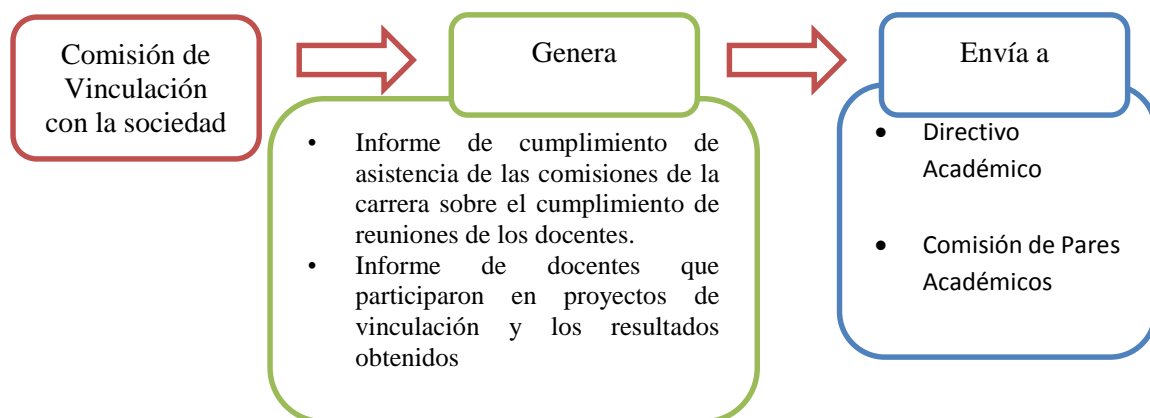 Comisión de
Vinculación
con la sociedad
Genera
• Informe de cumplimiento de
asistencia de las comisiones de la
carrera sobre el cumplimiento de
reuniones de los docentes.
• Informe de docentes que
participaron en proyectos de
vinculación y los resultados
obtenidos
Envía a
• Directivo
Académico
• Comisión de Pares
Académicos